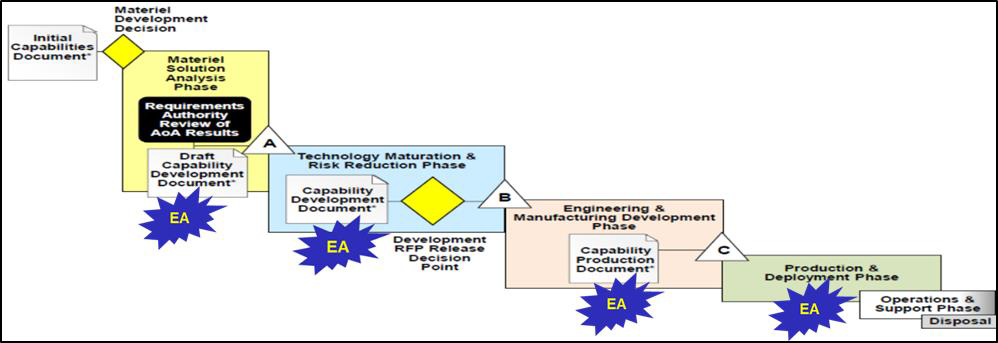 Materiel
Development
Decision
Initial
Capabilities
Document*
Materiel
Solution
Analysis
Phase
Requirements
Authority
Review of
AoA Results
A
Draft
Capability
Development
Document*
EA
Technology Maturation &
Risk Reduction Phase
Capability
Development
Document*
B
EA
Development
RFP Release
Decision
Point
Engineering &
Manufacturing Development
Phase
Capability
Production
Document*
C
EA
Production &
Deployment Phase
EA
Operations &
Support Phase
Disposal